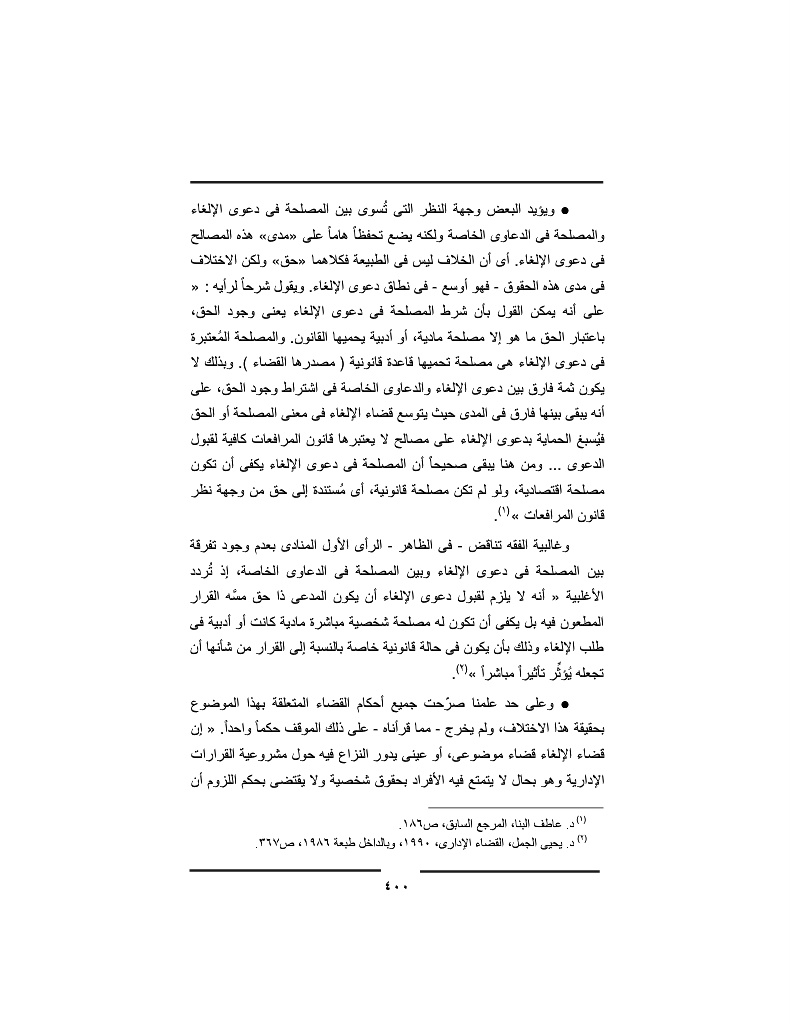 ● ويؤيد البعض وجهة النظر التى تُسوى بين المصلحة فى دعوى الإلغاء
والمصلحة فى الدعاوى الخاصة ولكنه يضع تحفظاً هاماً على «مدى» هذه المصالح
فى دعوى الإلغاء. أى أن الخلاف ليس فى الطبيعة فكلاهما «حق» ولكن الاختلاف
فى مدى هذه الحقوق - فهو أوسع - فى نطاق دعوى الإلغاء. ويقول شرحاً لرأيه : «
على أنه يمكن القول بأن شرط المصلحة فى دعوى الإلغاء يعنى وجود الحق،
باعتبار الحق ما هو إلا مصلحة مادية، أو أدبية يحميها القانون. والمصلحة المُعتبرة
فى دعوى الإلغاء هى مصلحة تحميها قاعدة قانونية ( مصدرها القضاء ). وبذلك لا
يكون ثمة فارق بين دعوى الإلغاء والدعاوى الخاصة فى اشتراط وجود الحق، على
أنه يبقى بينها فارق فى المدى حيث يتوسع قضاء الإلغاء فى معنى المصلحة أو الحق
فيُسبغ الحماية بدعوى الإلغاء على مصالح لا يعتبرها قانون المرافعات كافية لقبول
الدعوى ... ومن هنا يبقى صحيحاً أن المصلحة فى دعوى الإلغاء يكفى أن تكون
مصلحة اقتصادية، ولو لم تكن مصلحة قانونية، أى مُستندة إلى حق من وجهة نظر
قانون المرافعات »(١).
وغالبية الفقه تناقض - فى الظاهر - الرأى الأول المنادى بعدم وجود تفرقة
بين المصلحة فى دعوى الإلغاء وبين المصلحة فى الدعاوى الخاصة، إذ تُردد
الأغلبية « أنه لا يلزم لقبول دعوى الإلغاء أن يكون المدعى ذا حق مسَّه القرار
المطعون فيه بل يكفى أن تكون له مصلحة شخصية مباشرة مادية كانت أو أدبية فى
طلب الإلغاء وذلك بأن يكون فى حالة قانونية خاصة بالنسبة إلى القرار من شأنها أن
تجعله يُؤثِّر تأثيراً مباشراً »(٢).
● وعلى حد علمنا صرّحت جميع أحكام القضاء المتعلقة بهذا الموضوع
بحقيقة هذا الاختلاف، ولم يخرج - مما قرأناه - على ذلك الموقف حكماً واحداً. « إن
قضاء الإلغاء قضاء موضوعى، أو عينى يدور النزاع فيه حول مشروعية القرارات
الإدارية وهو بحال لا يتمتع فيه الأفراد بحقوق شخصية ولا يقتضى بحكم اللزوم أن
(١) د. عاطف البنا، المرجع السابق، ص١٨٦.
(٢) د. يحيى الجمل، القضاء الإدارى، ١٩٩٠، وبالداخل طبعة ١٩٨٦، ص٣٦٧.
٤٠٠